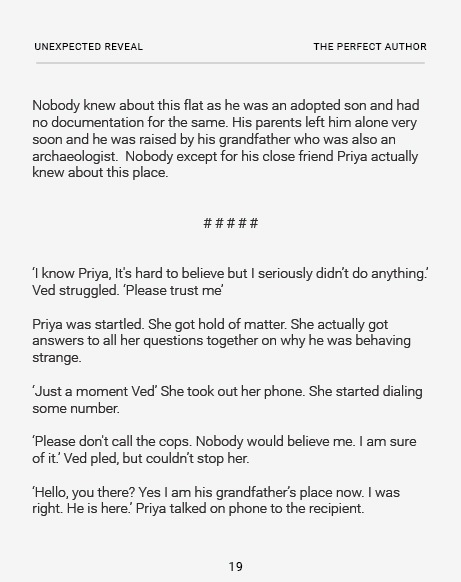 UNEXPECTED REVEAL THE PERFECT AUTHOR
Nobody knew about this flat as he was an adopted son and had
no documentation for the same. His parents left him alone very
soon and he was raised by his grandfather who was also an
archaeologist.  Nobody except for his close friend Priya actually
knew about this place.
#####
‘I know Priya, It's hard to believe but I seriously didn’t do anything.’
Ved struggled. ‘Please trust me’
Priya was startled. She got hold of matter. She actually got
answers to all her questions together on why he was behaving
strange.
‘Just a moment Ved’ She took out her phone. She started dialing
some number.
‘Please don't call the cops. Nobody would believe me. I am sure
of it.’ Ved pled, but couldn’t stop her.
‘Hello, you there? Yes I am his grandfather’s place now. I was
right. He is here.’ Priya talked on phone to the recipient.
19